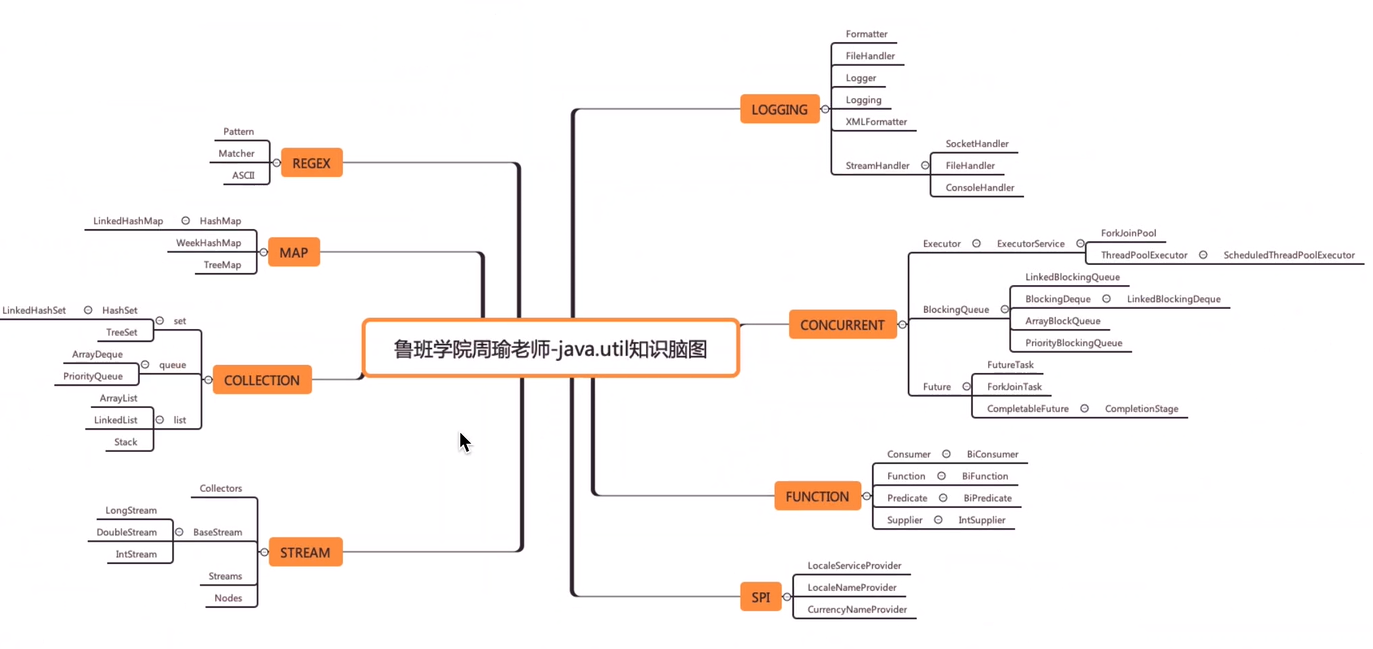 鲁班学院周瑜老师-java.util知识脑图
REGEX
Pattern
Matcher
ASCII
MAP
LinkedHashMap
HashMap
WeekHashMap
TreeMap
COLLECTION
set
LinkedHashSet
HashSet
TreeSet
queue
ArrayDeque
PriorityQueue
list
ArrayList
LinkedList
Stack
STREAM
Collectors
BaseStream
LongStream
DoubleStream
IntStream
Streams
Nodes
LOGGING
Formatter
FileHandler
Logger
Logging
XMLFormatter
StreamHandler
SocketHandler
FileHandler
ConsoleHandler
CONCURRENT
Executor
ExecutorService
ForkJoinPool
ThreadPoolExecutor
ScheduledThreadPoolExecutor
BlockingQueue
LinkedBlockingQueue
BlockingDeque
LinkedBlockingDeque
ArrayBlockQueue
PriorityBlockingQueue
Future
FutureTask
ForkJoinTask
CompletableFuture
CompletionStage
FUNCTION
Consumer
BiConsumer
Function
BiFunction
Predicate
BiPredicate
Supplier
IntSupplier
SPI
LocaleServiceProvider
LocaleNameProvider
CurrencyNameProvider